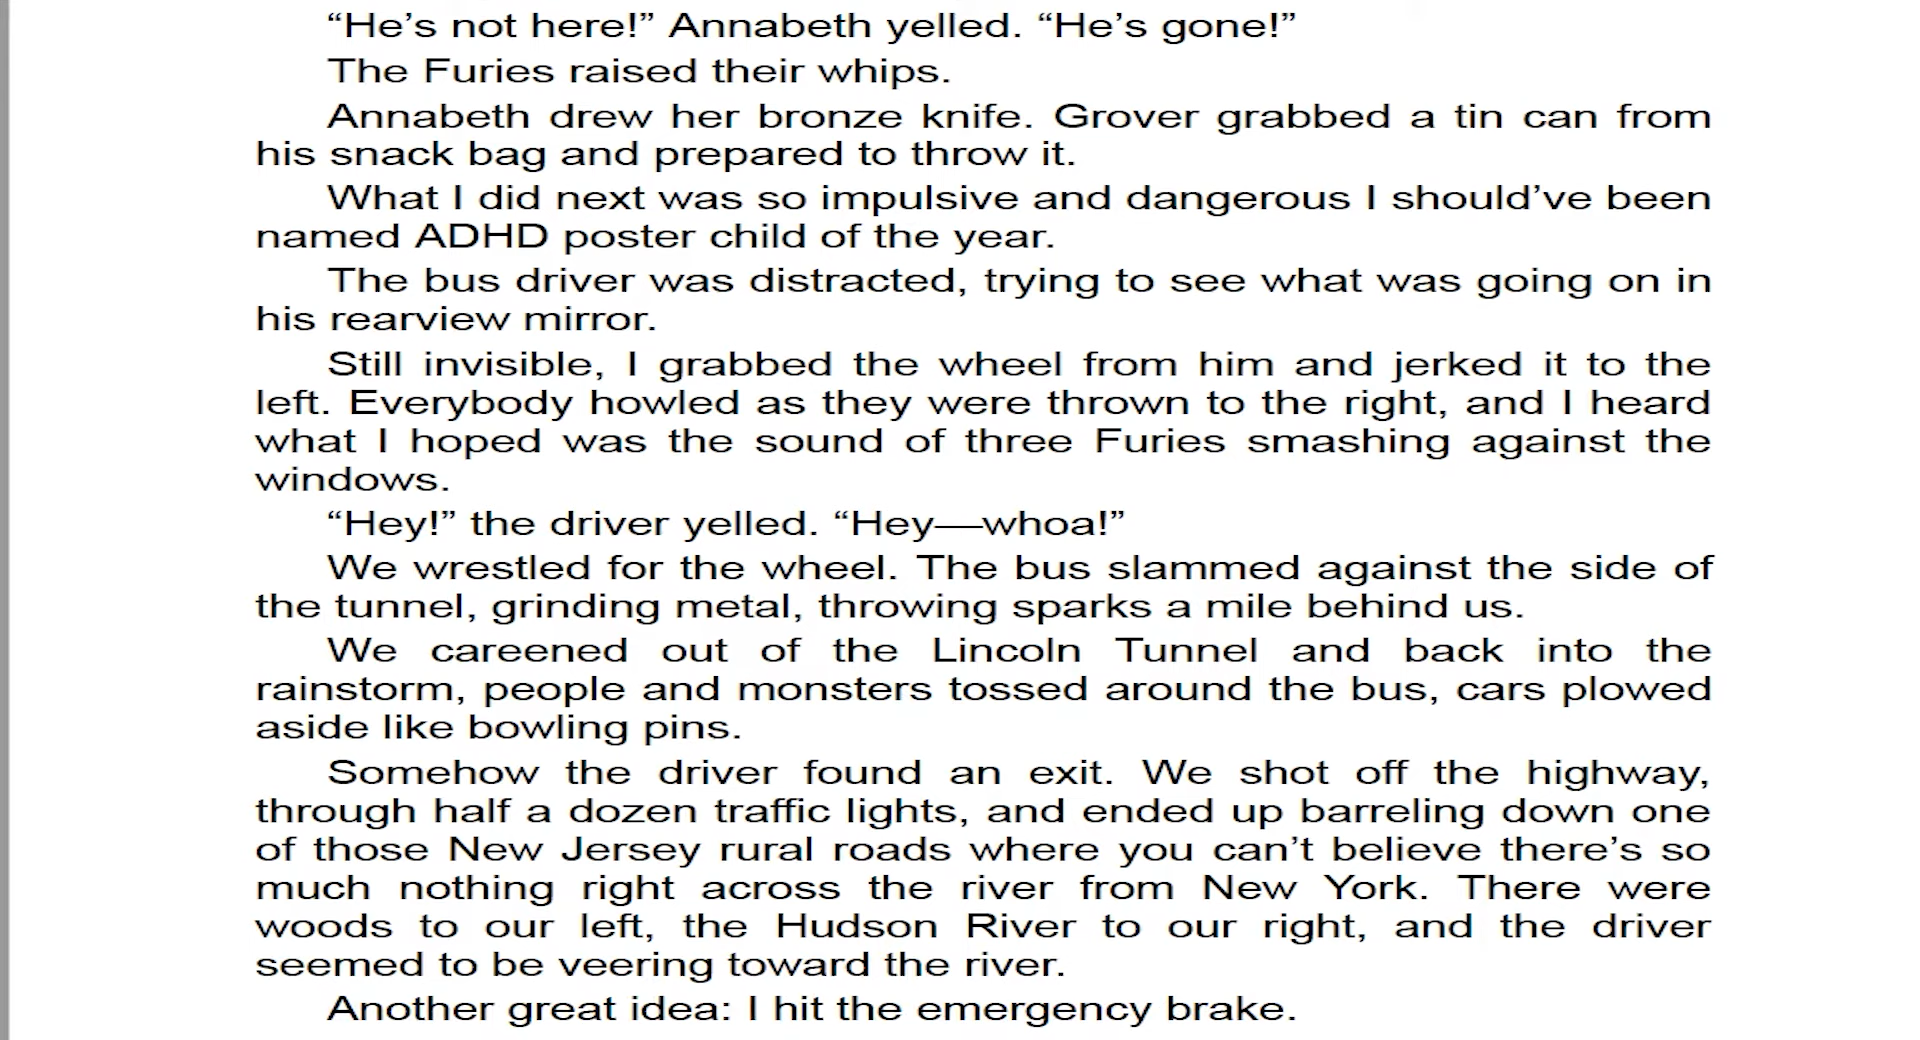 “He’s not here!” Annabeth yelled. “He’s gone!”
The Furies raised their whips.
Annabeth drew her bronze knife. Grover grabbed a tin can from
his snack bag and prepared to throw it.
What I did next was so impulsive and dangerous I should’ve been
named ADHD poster child of the year.
The bus driver was distracted, trying to see what was going on in
his rearview mirror.
Still invisible, I grabbed the wheel from him and jerked it to the
left. Everybody howled as they were thrown to the right, and I heard
what I hoped was the sound of three Furies smashing against the
windows.
“Hey!” the driver yelled. “Hey—whoa!”
We wrestled for the wheel. The bus slammed against the side of
the tunnel, grinding metal, throwing sparks a mile behind us.
We careened out of the Lincoln Tunnel and back into the
rainstorm, people and monsters tossed around the bus, cars plowed
aside like bowling pins.
Somehow the driver found an exit. We shot off the highway,
through half a dozen traffic lights, and ended up barreling down one
of those New Jersey rural roads where you can’t believe there’s so
much nothing right across the river from New York. There were
woods to our left, the Hudson River to our right, and the driver
seemed to be veering toward the river.
Another great idea: I hit the emergency brake.